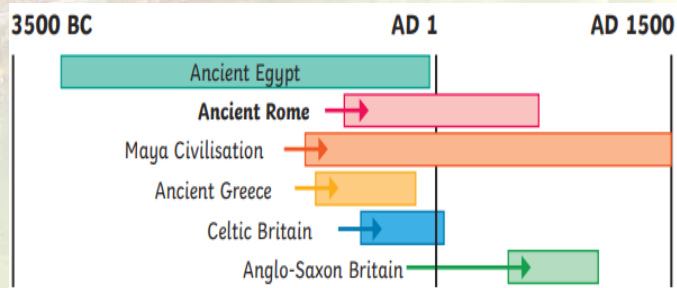 3500 BC AD 1 AD 1500
Ancient Egypt
Ancient Rome
Maya Civilisation
Ancient Greece
Celtic Britain
Anglo-Saxon Britain